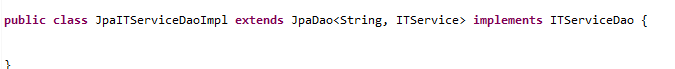 public class JpaITServiceDaoImpl extends JpaDao<String, ITService> implements ITServiceDao {
}